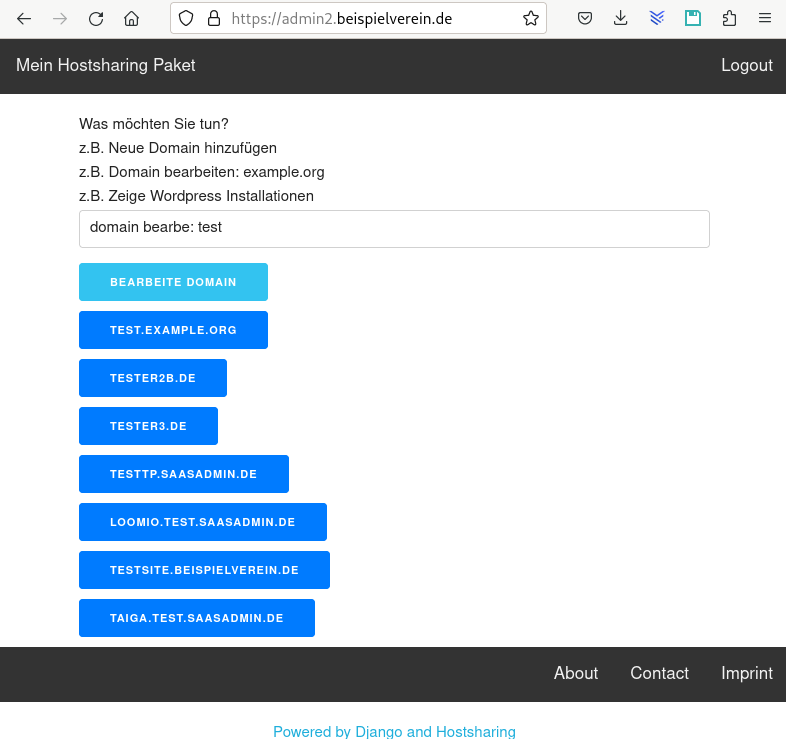 https://admin2.beispielverein.de
Mein Hostsharing Paket Logout
Was möchten Sie tun?
z.B. Neue Domain hinzufügen
z.B. Domain bearbeiten: example.org
z.B. Zeige Wordpress Installationen
domain bearbe: test
BEARBEITE DOMAIN
TEST.EXAMPLE.ORG
TESTER2B.DE
TESTER3.DE
TESTTP.SAASADMIN.DE
LOOMIO.TEST.SAASADMIN.DE
TESTSITE.BEISPIELVEREIN.DE
TAIGA.TEST.SAASADMIN.DE
About Contact Imprint
Powered by Django and Hostsharing